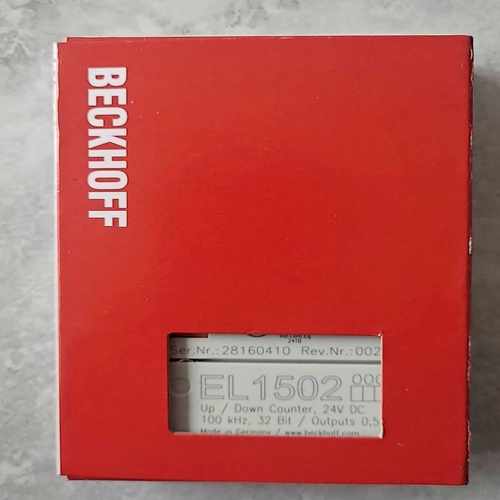 BECKHOFF
Ser.Nr.: 28160410 Rev.Nr.: 002
EL1502
Up / Down Counter, 24V DC
100 kHz, 32 Bit / Outputs 0,5
Made in Germany / www.beckhoff.com